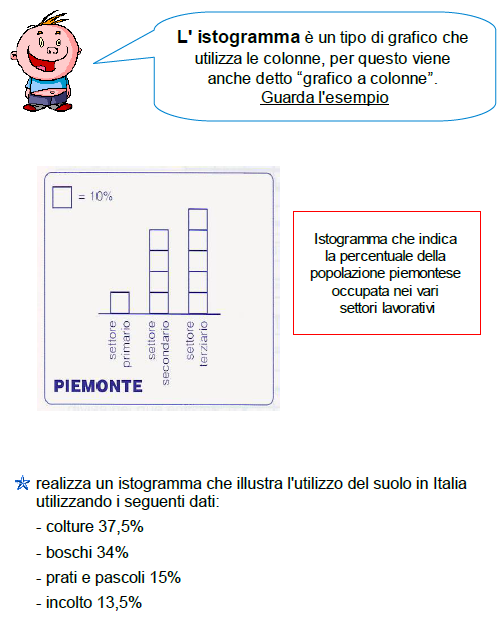 L' istogramma è un tipo di grafico che
utilizza le colonne, per questo viene
anche detto “grafico a colonne”.
Guarda l'esempio
= 10%
settore
primario
settore
secondario
settore
terziario
PIEMONTE
Istogramma che indica
la percentuale della
popolazione piemontese
occupata nei vari
settori lavorativi
realizza un istogramma che illustra l'utilizzo del suolo in Italia
utilizzando i seguenti dati:
- colture 37,5%
- boschi 34%
- prati e pascoli 15%
- incolto 13,5%